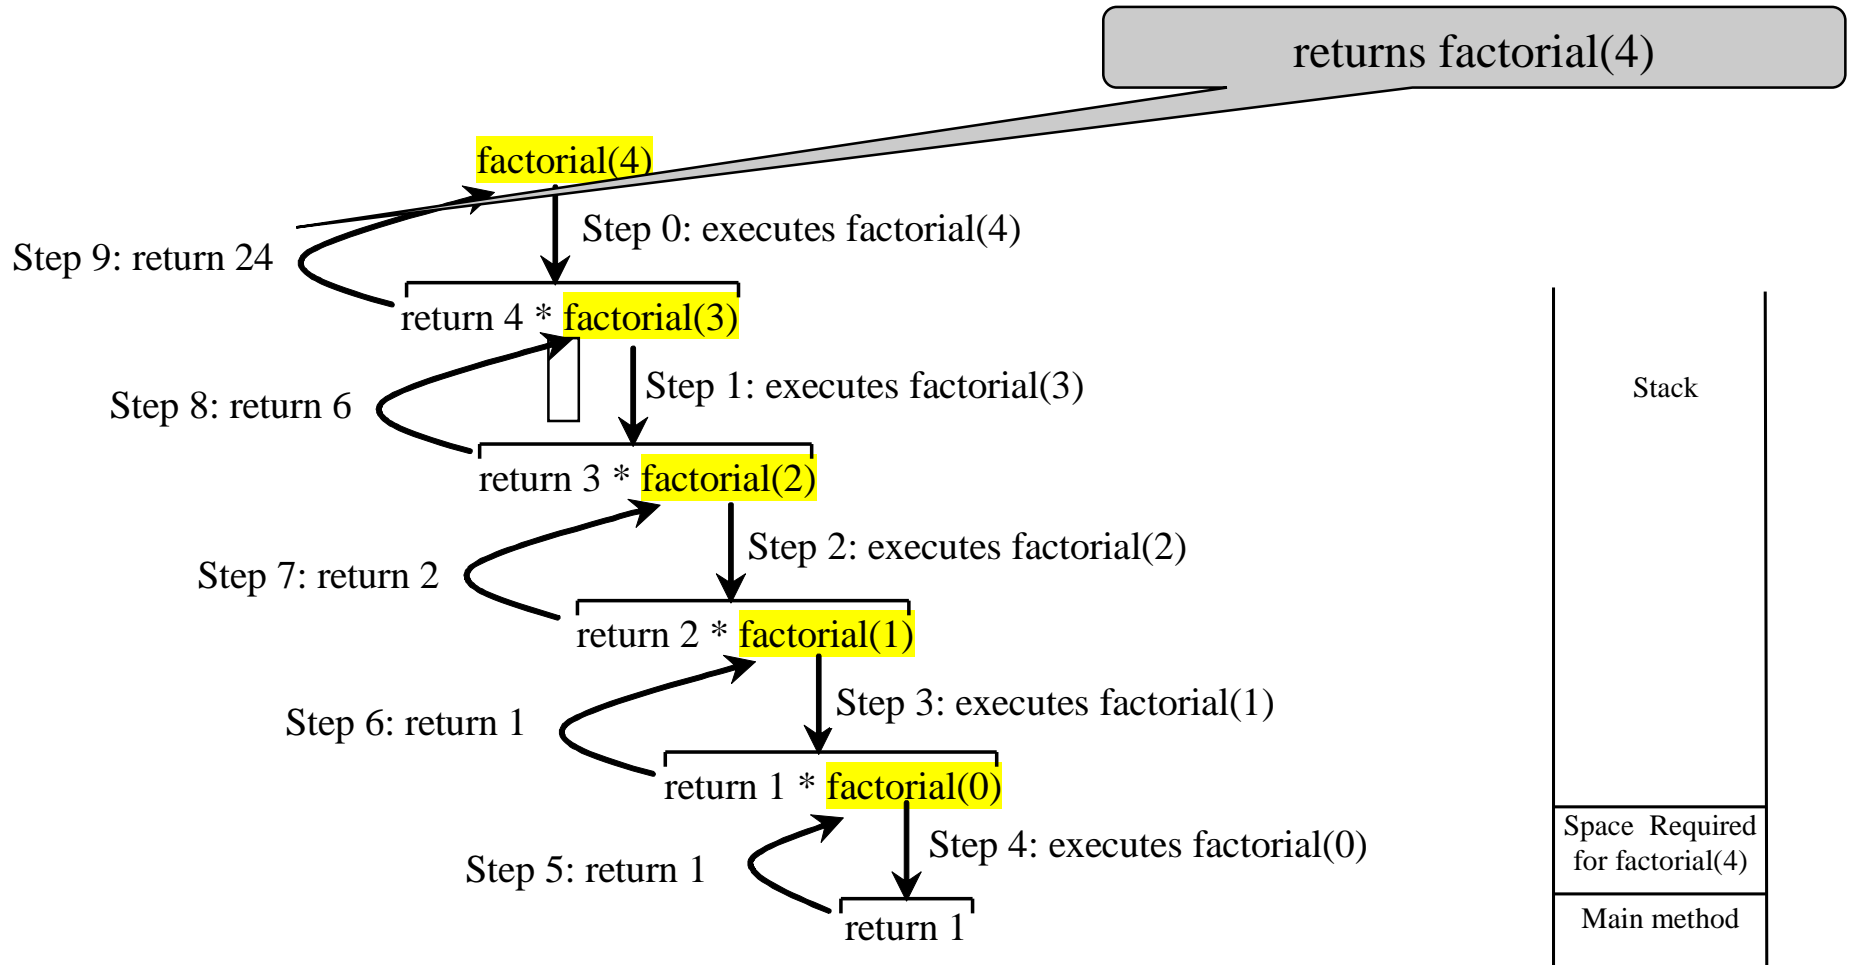 returns factorial(4)
factorial(4)
Step 0: executes factorial(4)
Step 9: return 24
return 4 * factorial(3)
Step 1: executes factorial(3)
Stack
Step 8: return 6
return 3 * factorial(2)
Step 2: executes factorial(2)
Step 7: return 2
return 2 * factorial(1)
Step 3: executes factorial(1)
Step 6: return 1
return 1 * factorial(0)
Space Required
for factorial(4)
Step 4: executes factorial(0)
Step 5: return 1
Main method
return 1